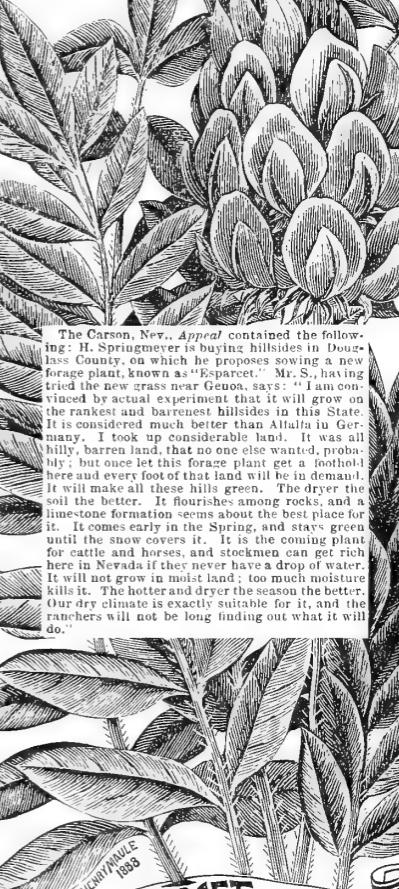 The Carson, Nev., Appeal contained the follow-
ing: H. Springmeyer is buying hillsides in Doug-
lass County, on which he proposes sowing a new
forage plant, known as "Esparcet." Mr. S., having
tried the new grass near Genoa, says: "I am con-
vinced by actual experiment that it will grow on
the rankest and barrenest hillsides in this State.
It is considered much better than Alfalfa in Ger-
many. I took up considerable land. It was all
hilly, barren land, that no one else wanted, proba-
bly; but once let this forage plant get a foothold
here and every foot of that land will be in demand.
It will make all these hills green. The dryer the
soil the better. It flourishes among rocks, and a
limestone formation seems about the best place for
it. It comes early in the Spring, and stays green
until the snow covers it. It is the coming plant
for cattle and horses, and stockmen can get rich
here in Nevada if they never have a drop of water.
It will not grow in moist land; too much moisture
kills it. The hotter and dryer the season the better.
Our dry climate is exactly suitable for it, and the
ranchers will not be long finding out what it will
do."
HENRY MAULE
1888